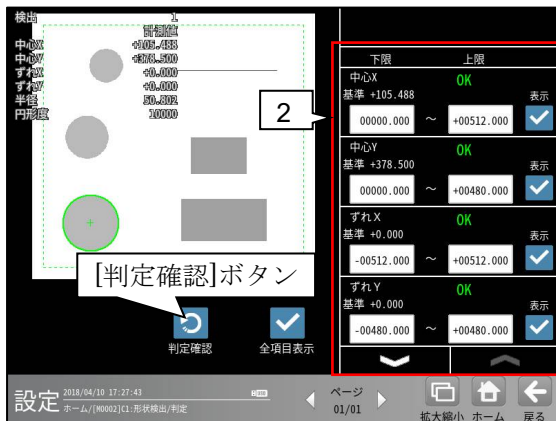 検出 1
計測値
中心X +105.488
中心Y +378.500
ずれX +0.000
ずれY +0.000
半径 50.802
円形度 10000
[判定確認]ボタン
判定確認
全項目表示
2
下限 上限
中心X OK
基準 +105.488 表示
00000.000 ～ +00512.000
中心Y OK
基準 +378.500 表示
00000.000 ～ +00480.000
ずれX OK
基準 +0.000 表示
-00512.000 ～ +00512.000
ずれY OK
基準 +0.000 表示
-00480.000 ～ +00480.000
設定
2018/04/10 17:27:43
ホーム/[M0002]C1:形状検出/判定
ページ
01/01
拡大縮小 ホーム 戻る